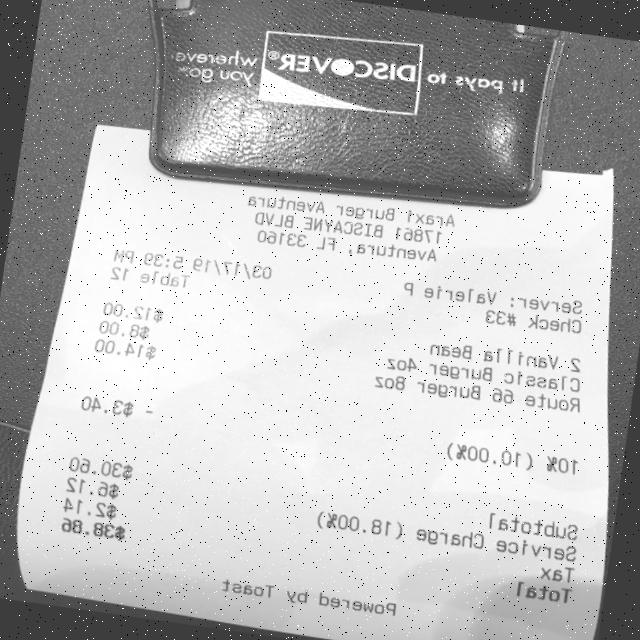 It pays to DISCOVER® wherever you go℠
Araxi Burger Aventura
17861 BISCAYNE BLVD
Aventura, FL 33160
Server: Valerie P 03/17/19 5:39 PM
Check #33 Table 12
2 Vanilla Bean $12.00
Classic Burger 4oz $8.00
Route 66 Burger 8oz $14.00
10% (10.00%) - $3.40
Subtotal $30.60
Service Charge (18.00%) $6.12
Tax $2.14
Total $38.86
Powered by Toast